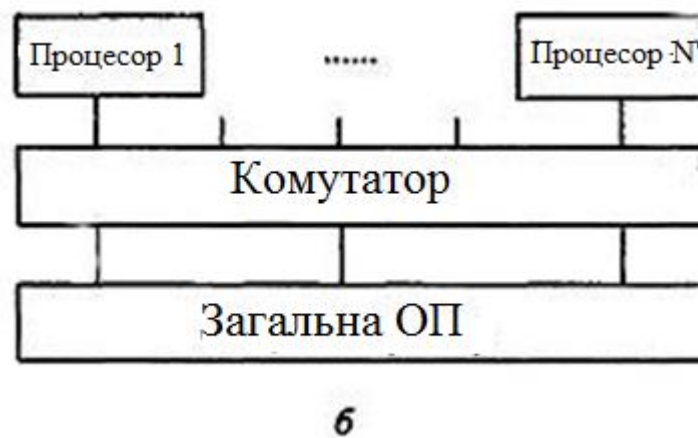 Процесор 1 ...... Процесор N
Комутатор
Загальна ОП
б